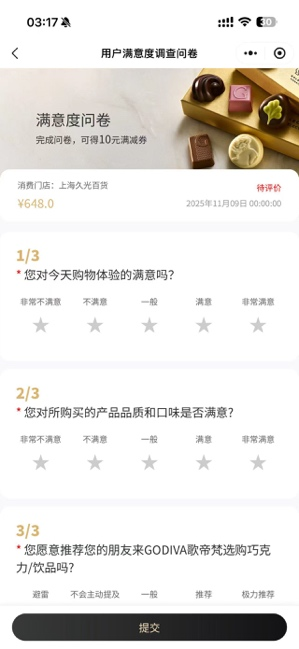 03:17
30
用户满意度调查问卷
满意度问卷
完成问卷，可得10元满减券
消费门店：上海久光百货
待评价
¥648.0
2025年11月09日 00:00:00
1/3
* 您对今天购物体验的满意吗？
非常不满意 不满意 一般 满意 非常满意
2/3
* 您对所购买的产品品质和口味是否满意？
非常不满意 不满意 一般 满意 非常满意
3/3
* 您愿意推荐您的朋友来GODIVA歌帝梵选购巧克
力/饮品吗？
避雷 不会主动提及 一般 推荐 极力推荐
提交